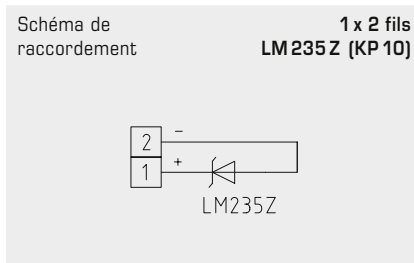 Schéma de
raccordement
1 x 2 fils
LM 235 Z (KP 10)
2 −
1 +
LM235Z